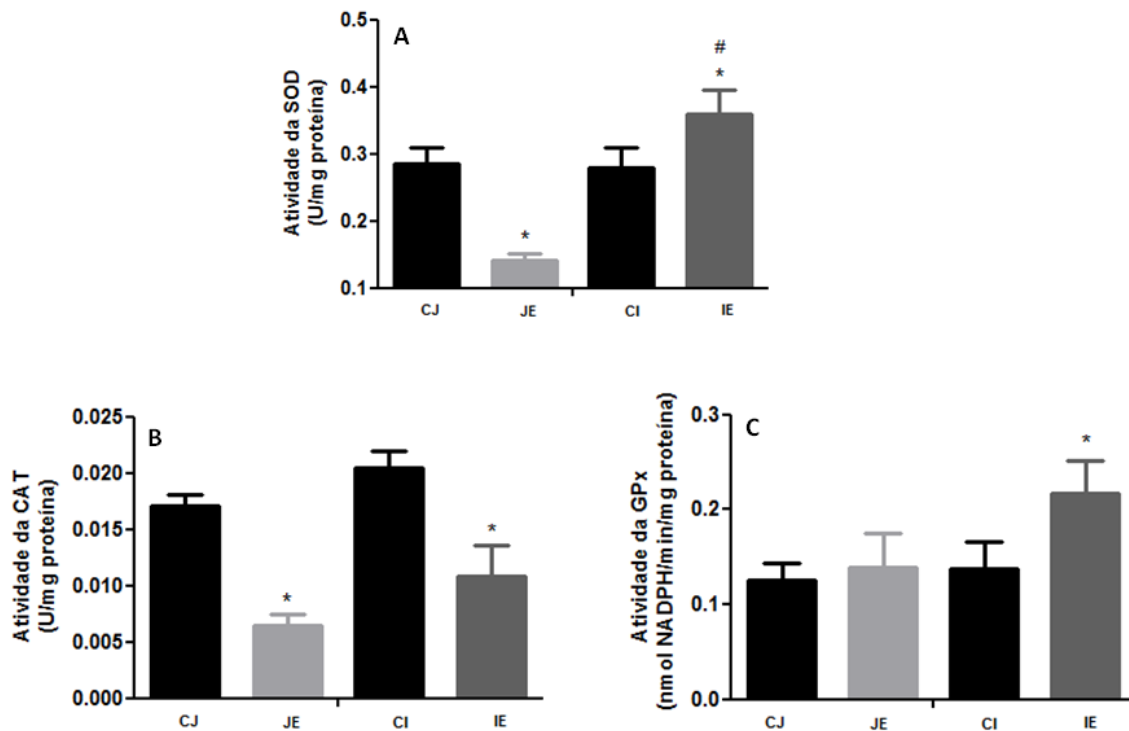 A
Atividade da SOD
(U/mg proteína)
0.5
0.4
0.3
0.2
0.1
*
#
*
CJ JE CI IE
B
Atividade da CAT
(U/mg proteína)
0.025
0.020
0.015
0.010
0.005
0.000
*
*
CJ JE CI IE
C
Atividade da GPx
(nmol NADPH/min/mg proteína)
0.3
0.2
0.1
0.0
*
CJ JE CI IE